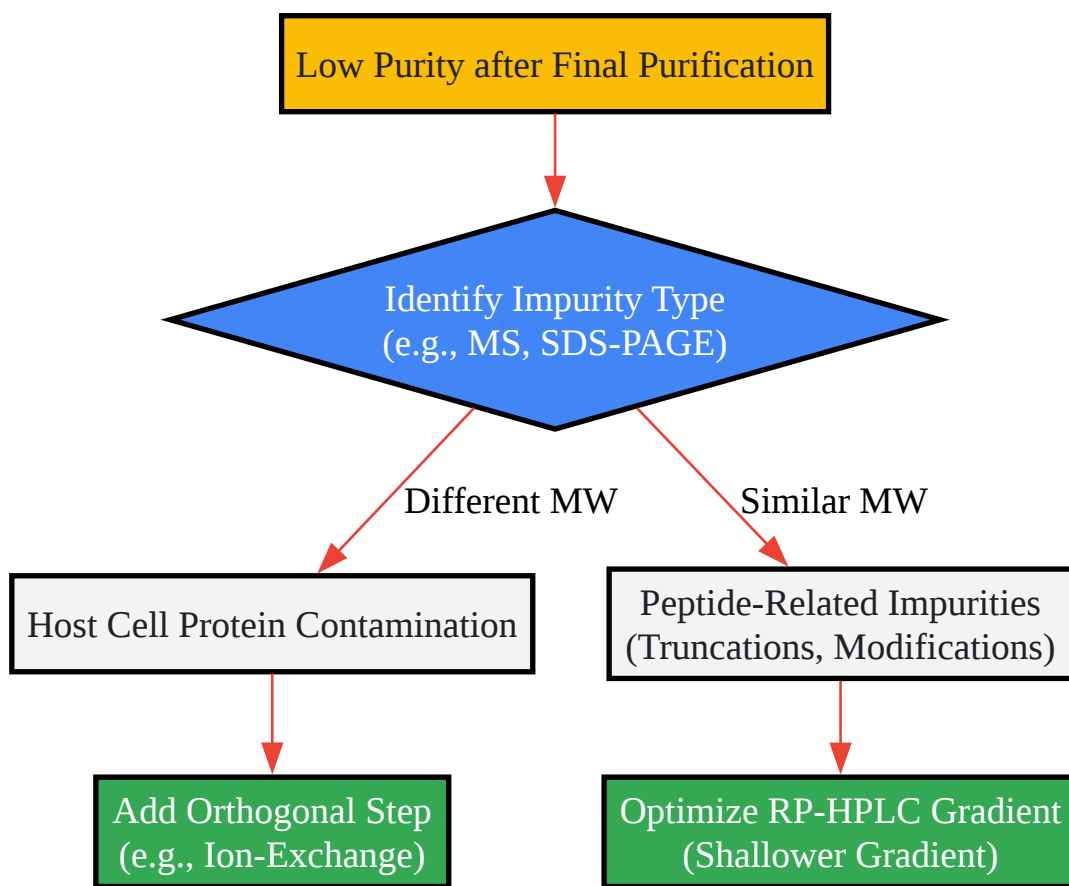 Low Purity after Final Purification
Identify Impurity Type
(e.g., MS, SDS-PAGE)
Different MW
Similar MW
Host Cell Protein Contamination
Peptide-Related Impurities
(Truncations, Modifications)
Add Orthogonal Step
(e.g., Ion-Exchange)
Optimize RP-HPLC Gradient
(Shallower Gradient)